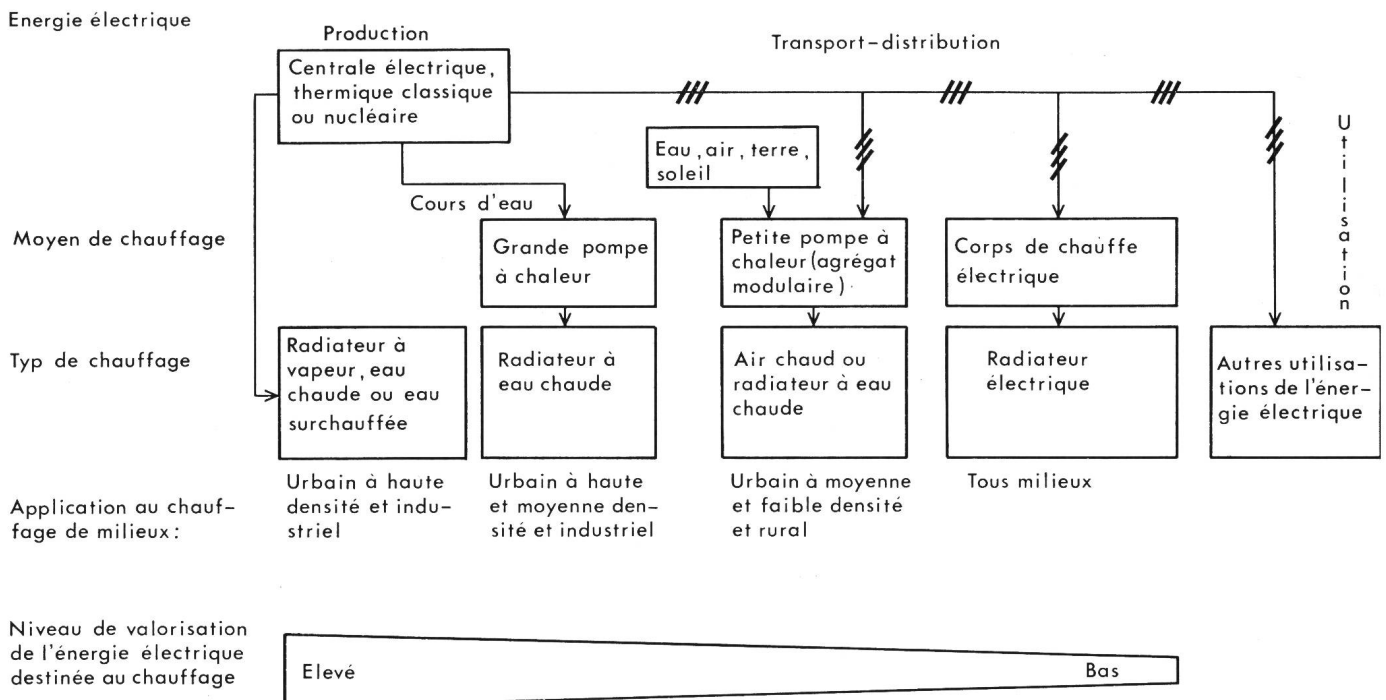 Energie électrique
Production
Transport-distribution
Centrale électrique,
thermique classique
ou nucléaire
Eau, air, terre,
soleil
Utilisation
Cours d'eau
Moyen de chauffage
Grande pompe
à chaleur
Petite pompe à
chaleur (agrégat
modulaire)
Corps de chauffe
électrique
Typ de chauffage
Radiateur à
vapeur, eau
chaude ou eau
surchauffée
Radiateur à
eau chaude
Air chaud ou
radiateur à eau
chaude
Radiateur
électrique
Autres utilisa-
tions de l'éner-
gie électrique
Application au chauf-
fage de milieux :
Urbain à haute
densité et indu-
striel
Urbain à haute
et moyenne den-
sité et industriel
Urbain à moyenne
et faible densité
et rural
Tous milieux
Niveau de valorisation
de l'énergie électrique
destinée au chauffage
Elevé
Bas